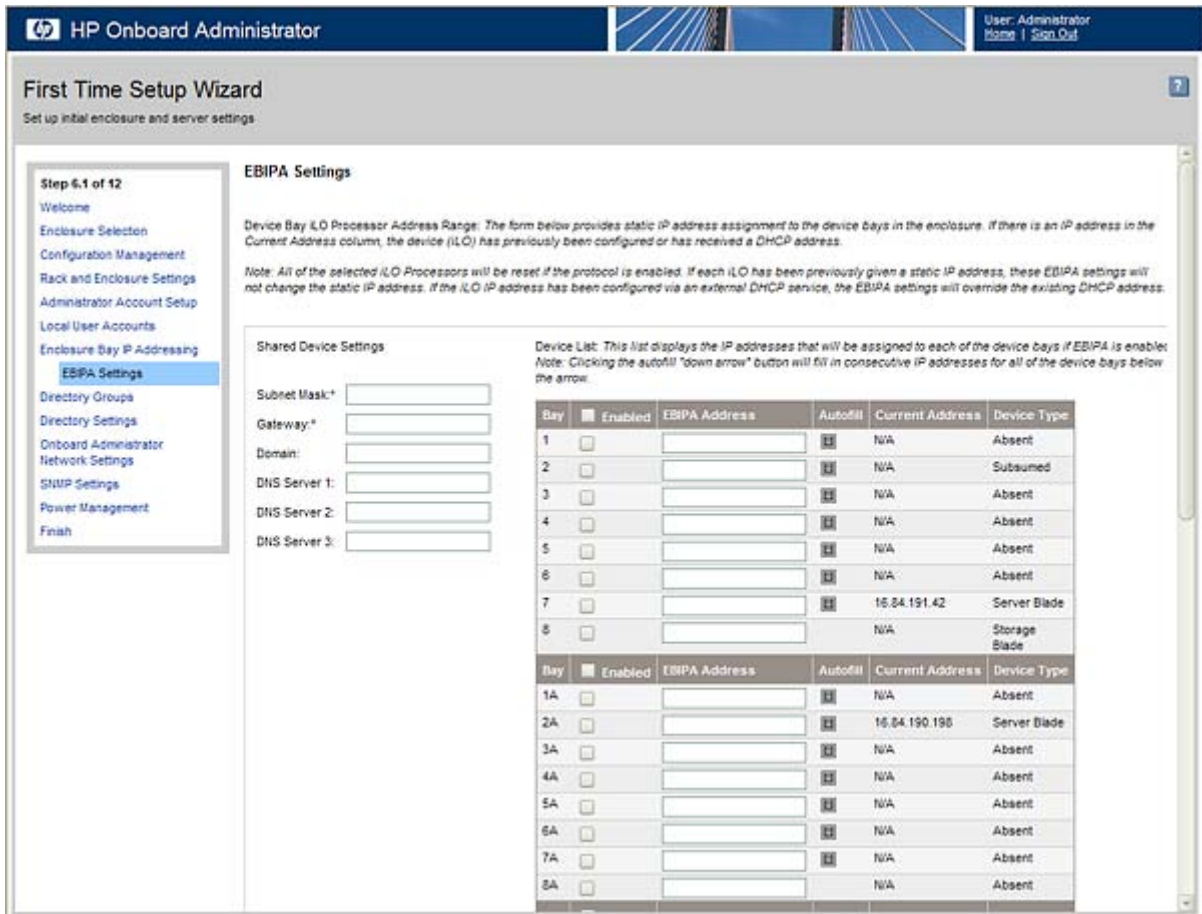 HP Onboard Administrator
User: Administrator
Home | Sign Out
First Time Setup Wizard
Set up initial enclosure and server settings
Step 6.1 of 12
Welcome
Enclosure Selection
Configuration Management
Rack and Enclosure Settings
Administrator Account Setup
Local User Accounts
Enclosure Bay IP Addressing
EBIPA Settings
Directory Groups
Directory Settings
Onboard Administrator
Network Settings
SNMP Settings
Power Management
Finish
EBIPA Settings
Device Bay iLO Processor Address Range: The form below provides static IP address assignment to the device bays in the enclosure. If there is an IP address in the
Current Address column, the device (iLO) has previously been configured or has received a DHCP address.
Note: All of the selected iLO Processors will be reset if the protocol is enabled. If each iLO has been previously given a static IP address, these EBIPA settings will
not change the static IP address. If the iLO IP address has been configured via an external DHCP service, the EBIPA settings will override the existing DHCP address.
Shared Device Settings
Subnet Mask:*
Gateway:*
Domain:
DNS Server 1:
DNS Server 2:
DNS Server 3:
Device List: This list displays the IP addresses that will be assigned to each of the device bays if EBIPA is enabled
Note: Clicking the autofill "down arrow" button will fill in consecutive IP addresses for all of the device bays below
the arrow.
Bay Enabled EBIPA Address Autofill Current Address Device Type
1 N/A Absent
2 N/A Subsumed
3 N/A Absent
4 N/A Absent
5 N/A Absent
6 N/A Absent
7 16.84.191.42 Server Blade
8 N/A Storage
Blade
Bay Enabled EBIPA Address Autofill Current Address Device Type
1A N/A Absent
2A 16.84.190.198 Server Blade
3A N/A Absent
4A N/A Absent
5A N/A Absent
6A N/A Absent
7A N/A Absent
8A N/A Absent